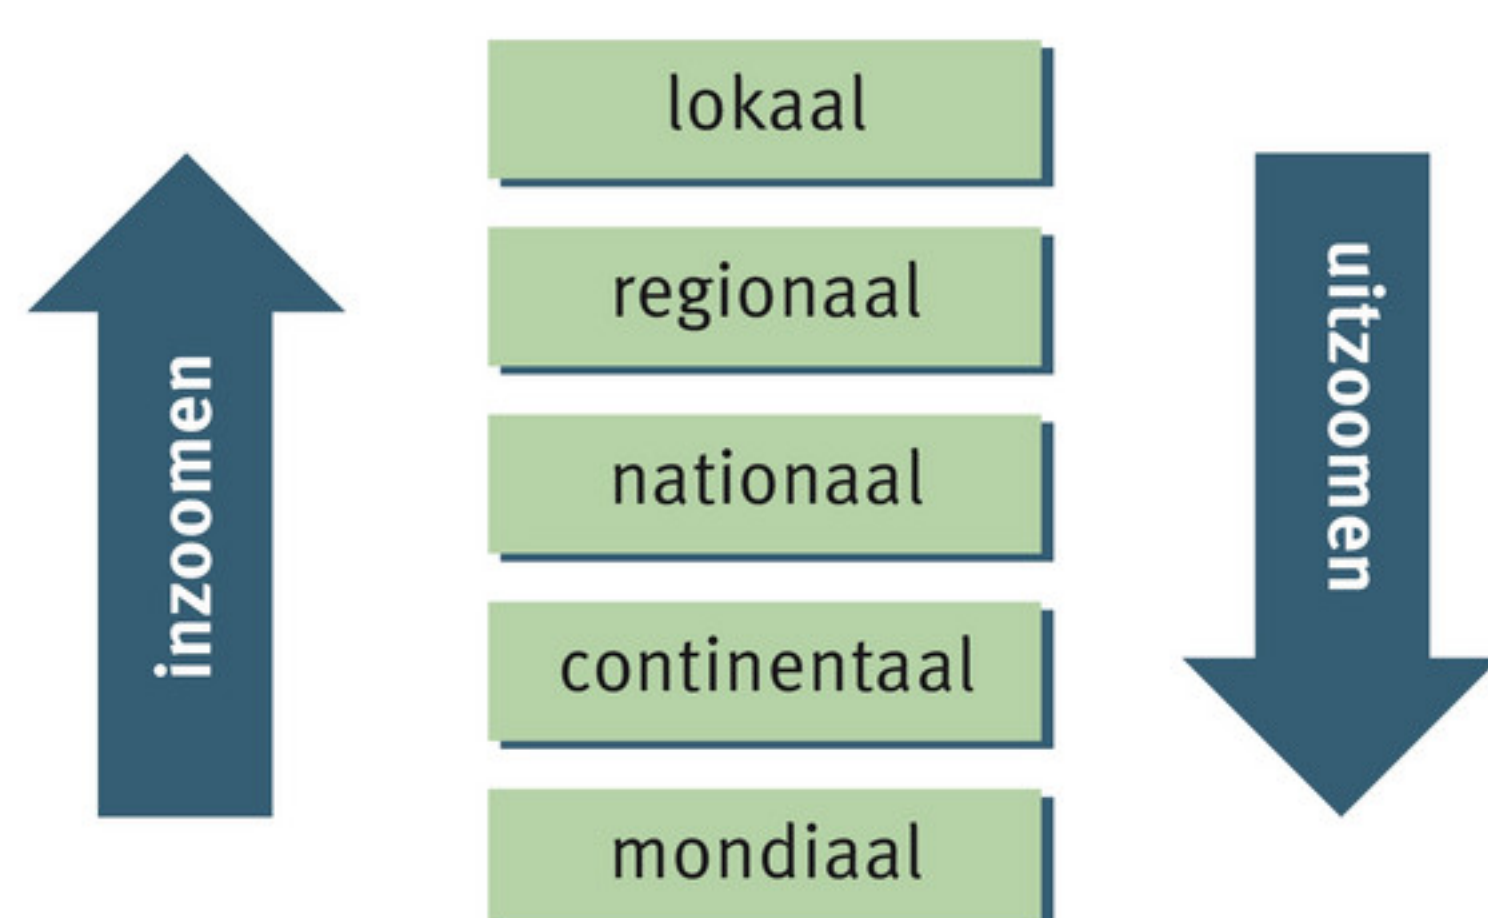 lokaal
regionaal
nationaal
continentaal
mondiaal
inzoomen
uitzoomen